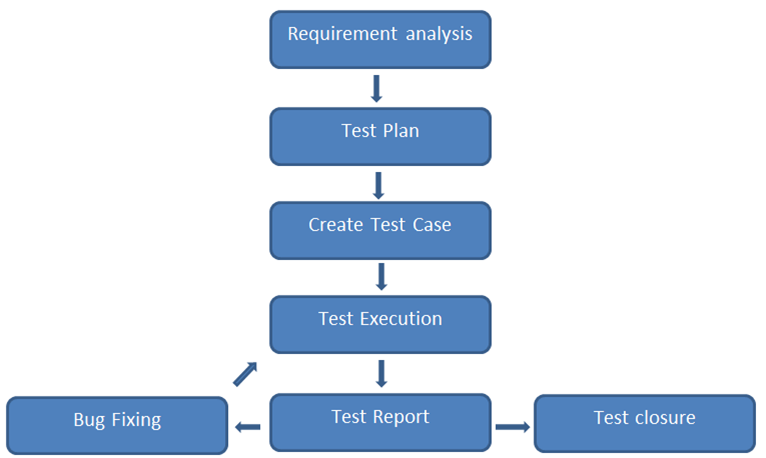 Requirement analysis
Test Plan
Create Test Case
Test Execution
Bug Fixing
Test Report
Test closure